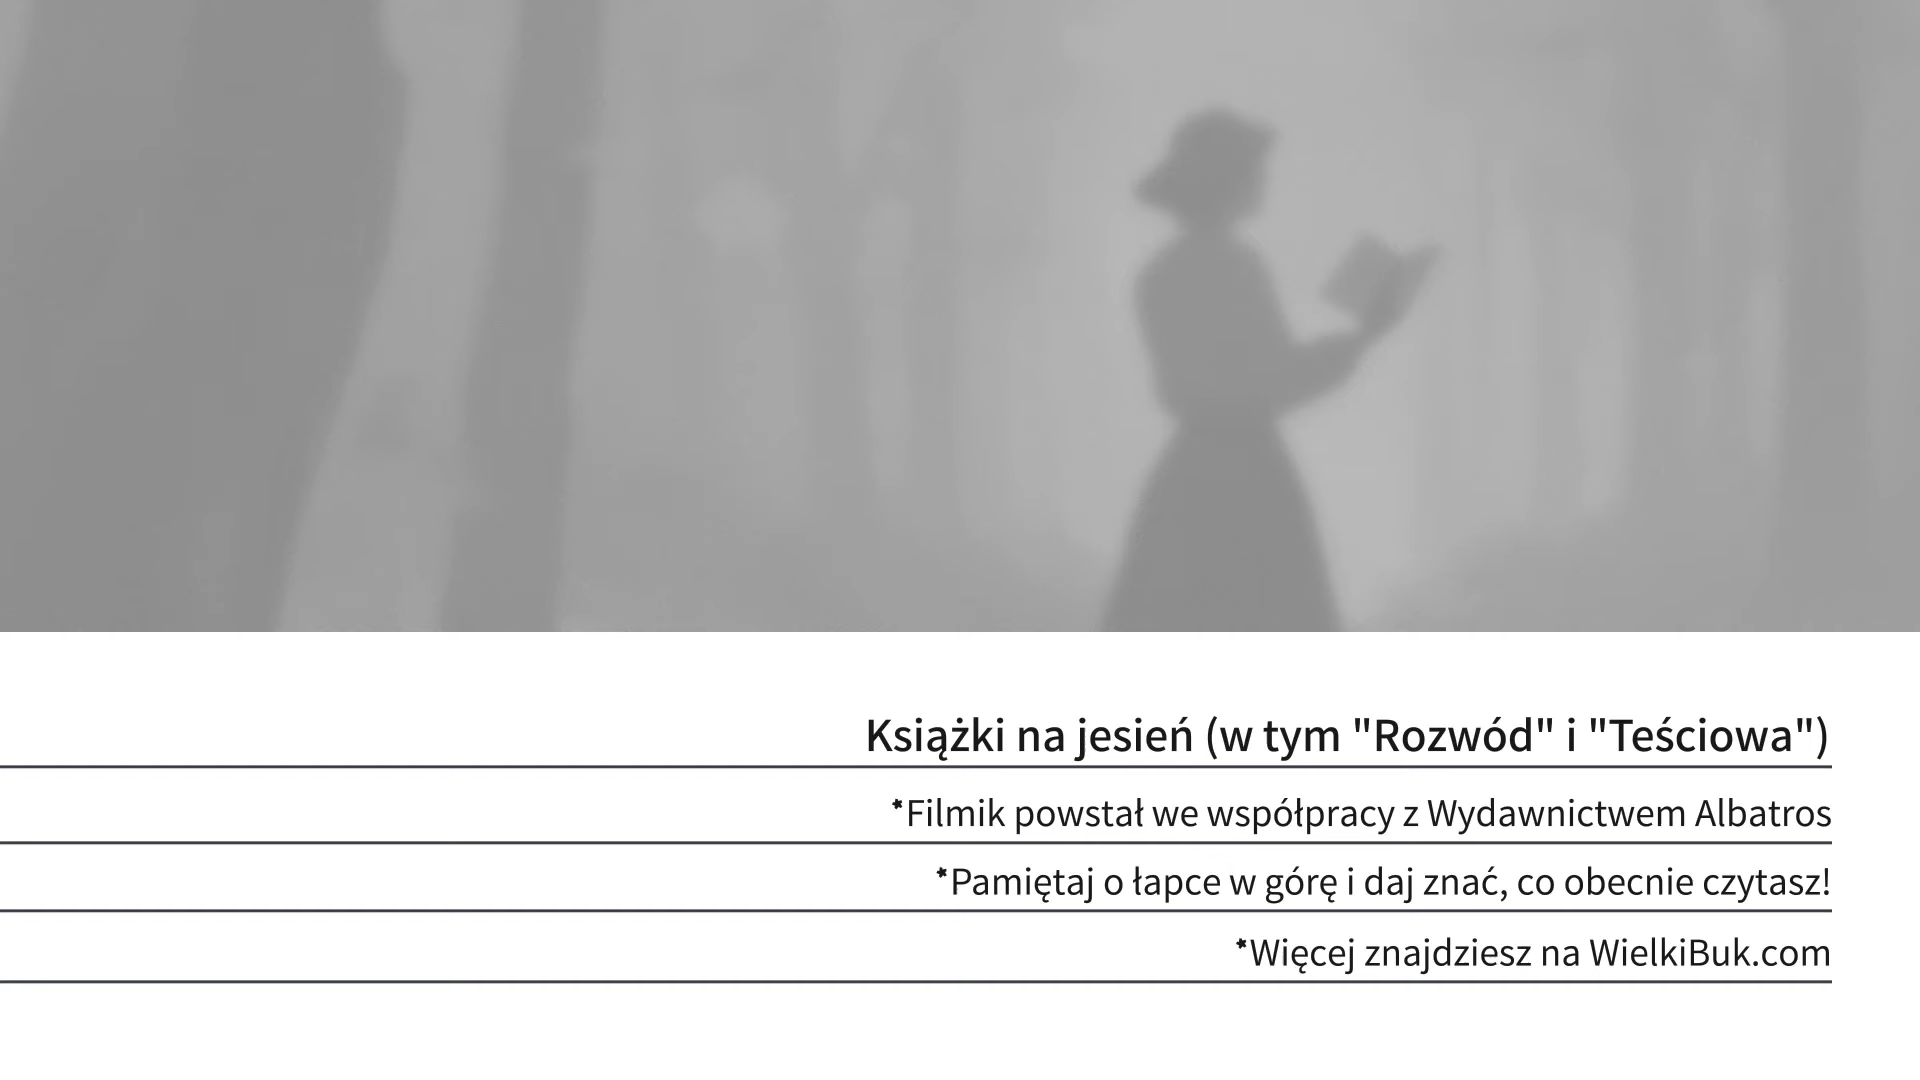 Książki na jesień (w tym "Rozwód" i "Teściowa")
*Filmik powstał we współpracy z Wydawnictwem Albatros
*Pamiętaj o łapce w górę i daj znać, co obecnie czytasz!
*Więcej znajdziesz na WielkiBuk.com